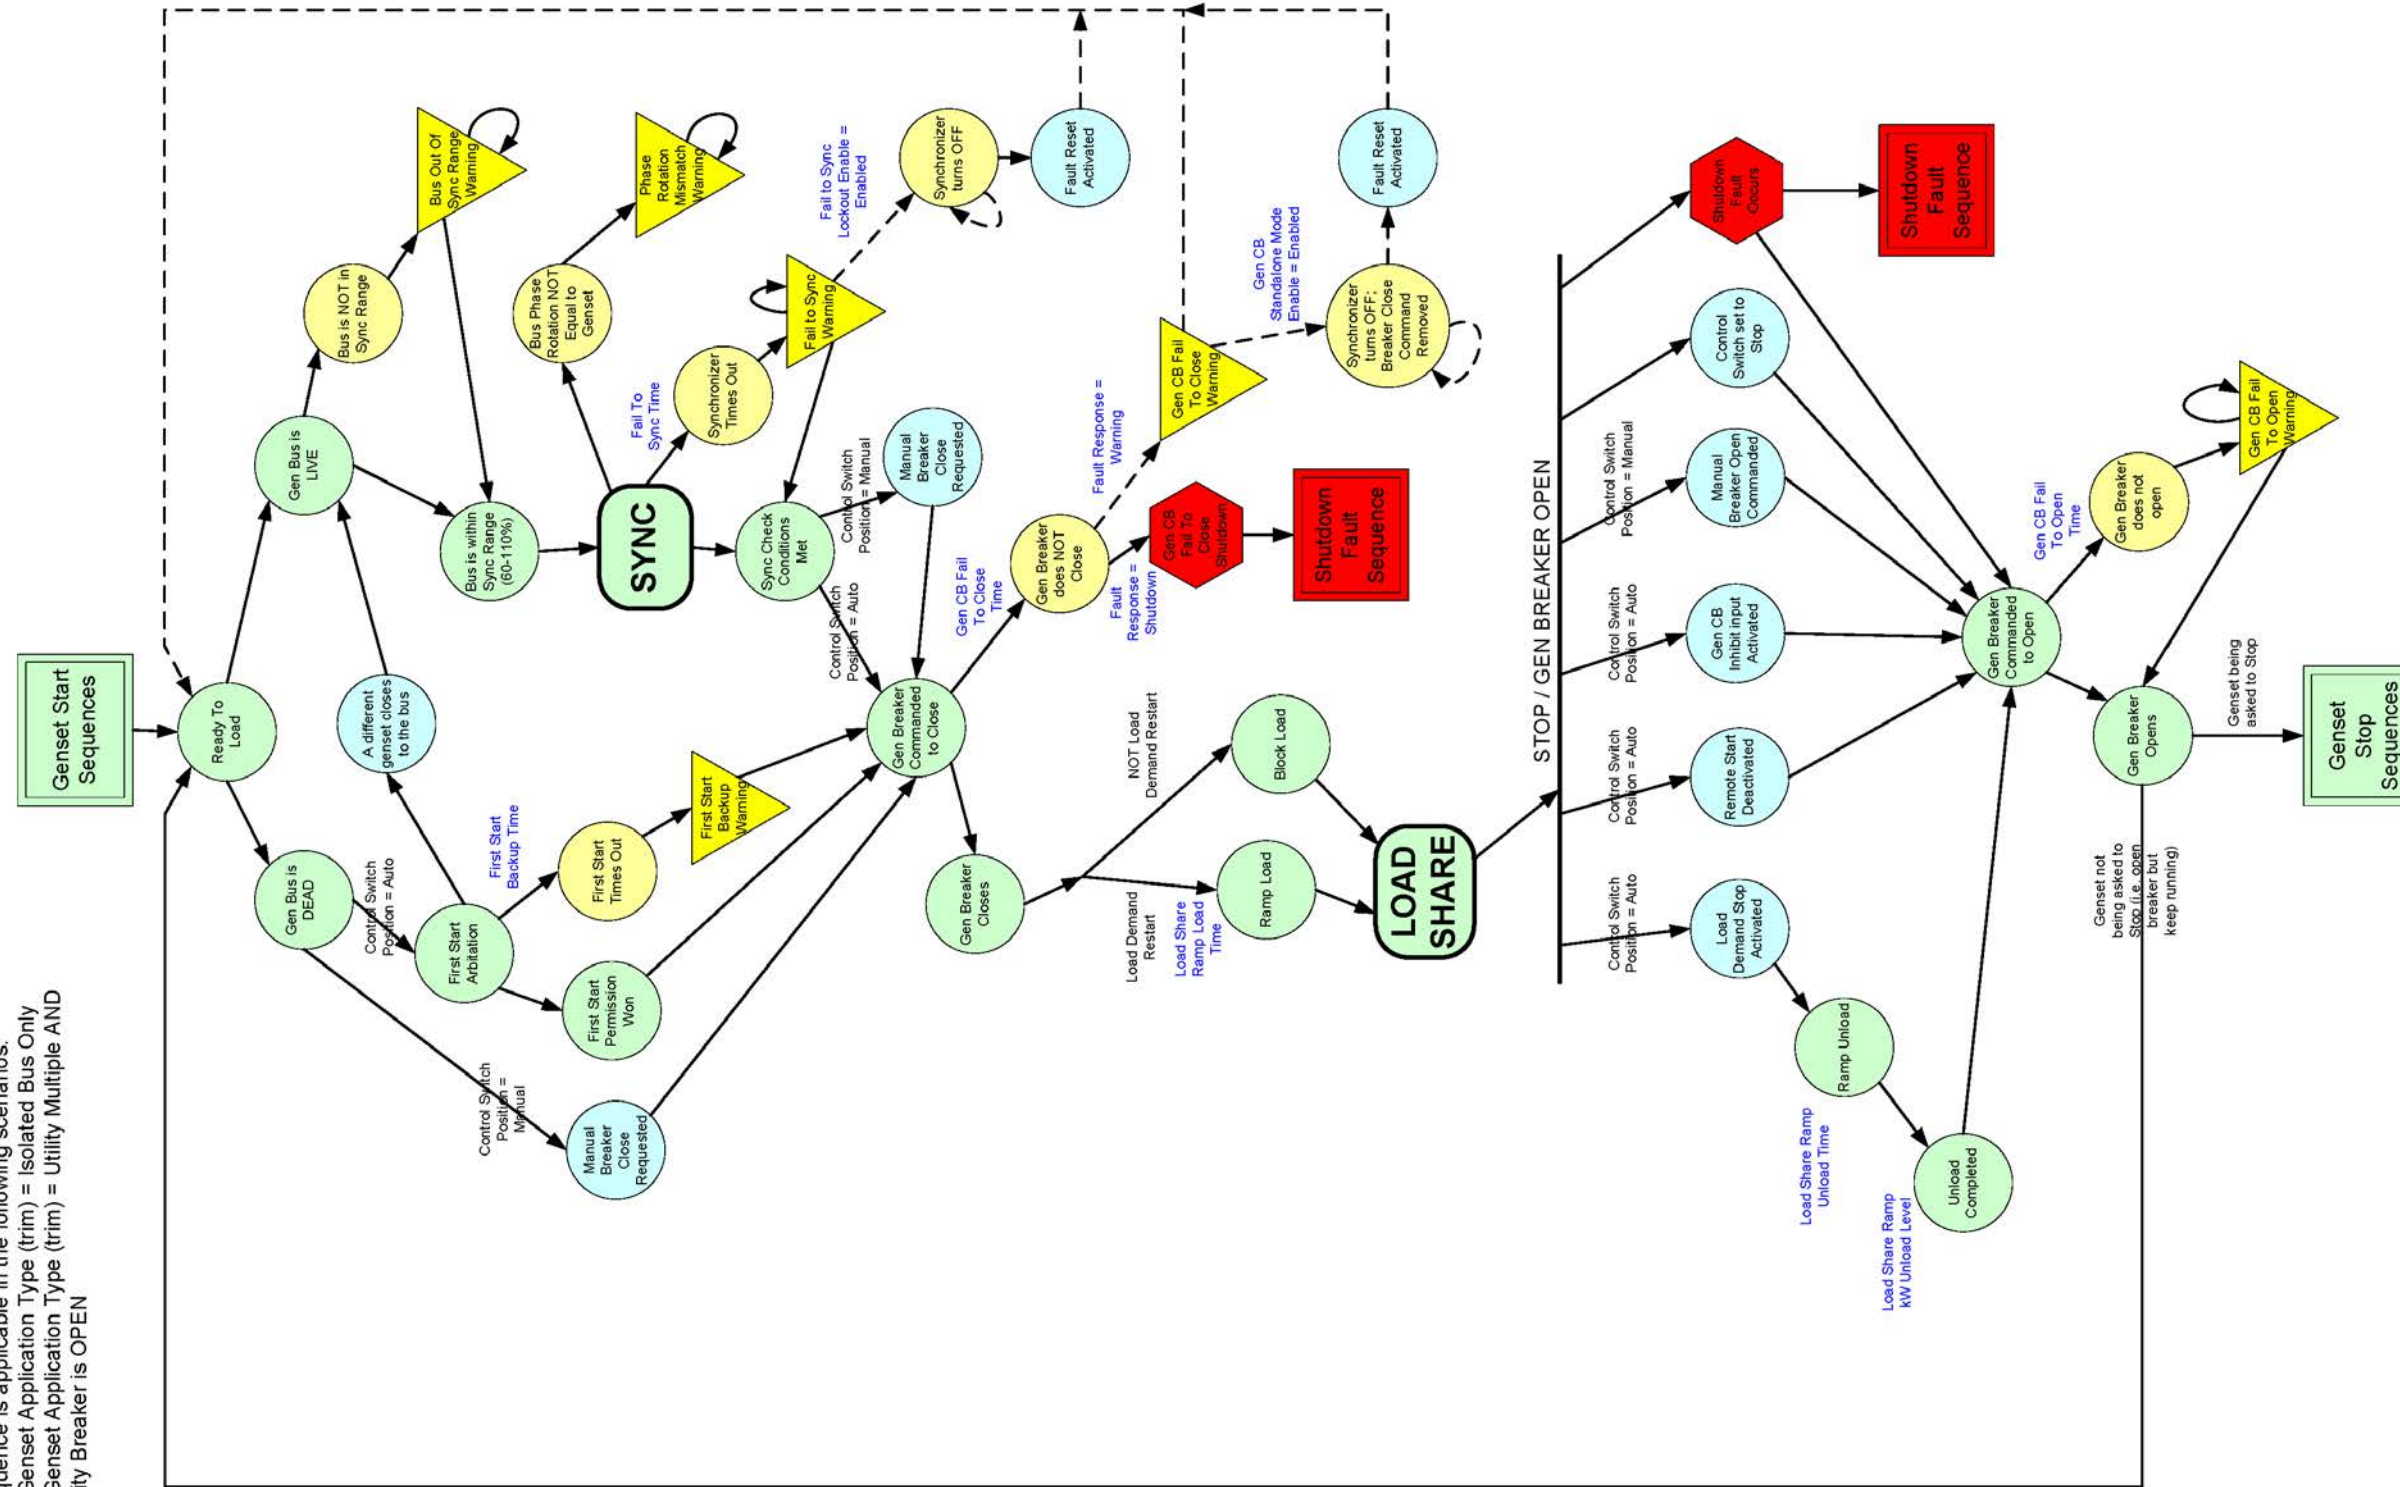 quence is applicable in the following scenarios:
Genset Application Type (trim) = Isolated Bus Only
Genset Application Type (trim) = Utility Multiple AND
ity Breaker is OPEN
Genset Start
Sequences
Ready To
Load
Gen Bus is
LIVE
Bus is NOT in
Sync Range
Bus Out Of
Sync Range
Warning
A different
genset closes
to the bus
Gen Bus is
DEAD
Control Switch
Position = Auto
First Start
Arbitation
First Start
Backup Time
First Start
Times Out
First Start
Backup
Warning
First Start
Permission
Won
Control Switch
Position =
Manual
Manual
Breaker
Close
Requested
Bus is within
Sync Range
(60-110%)
SYNC
Bus Phase
Rotation NOT
Equal to
Genset
Phase
Rotation
Mismatch
Warning
Fail To
Sync Time
Synchronizer
Times Out
Fail to Sync
Warning
Fail to Sync
Lockout Enable =
Enabled
Synchronizer
turns OFF
Fault Reset
Activated
Sync Check
Conditions
Met
Control Switch
Position = Manual
Manual
Breaker
Close
Requested
Control Switch
Position = Auto
Gen Breaker
Commanded
to Close
Gen CB Fail
To Close
Time
Gen Breaker
does NOT
Close
Fault Response =
Warning
Gen CB Fail
To Close
Warning
Gen CB
Standalone Mode
Enable = Enabled
Synchronizer
turns OFF;
Breaker Close
Command
Removed
Fault Reset
Activated
Fault
Response =
Shutdown
Gen CB
Fail To
Close
Shutdown
Shutdown
Fault
Sequence
Gen Breaker
Closes
NOT Load
Demand Restart
Block Load
Load Demand
Restart
Load Share
Ramp Load
Time
Ramp Load
LOAD
SHARE
STOP / GEN BREAKER OPEN
Control Switch
Position = Auto
Load
Demand Stop
Activated
Control Switch
Position = Auto
Remote Start
Deactivated
Control Switch
Position = Auto
Gen CB
Inhibit input
Activated
Control Switch
Position = Manual
Manual
Breaker Open
Commanded
Control
Switch set to
Stop
Shutdown
Fault
Occurs
Shutdown
Fault
Sequence
Ramp Unload
Load Share Ramp
Unload Time
Load Share Ramp
kW Unload Level
Unload
Completed
Gen Breaker
Commanded
to Open
Gen CB Fail
To Open
Time
Gen Breaker
does not
open
Gen CB Fail
To Open
Warning
Gen Breaker
Opens
Genset being
asked to Stop
Genset not
being asked to
Stop (i.e. open
breaker but
keep running)
Genset
Stop
Sequences